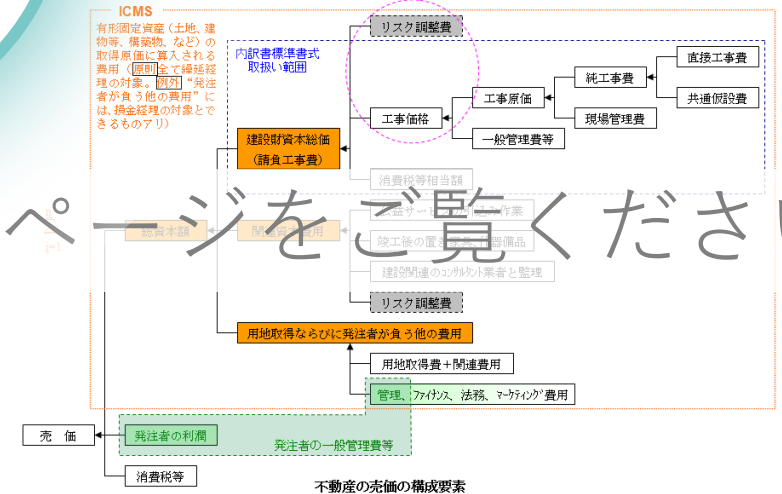 ICMS
有形固定資産（土地、建
物等、構築物、など）の
取得原価に算入される
費用（原則全て繰延経
理の対象。例外“発注
者が負う他の費用”に
は、損金経理の対象とで
きるものアリ）
リスク調整費
内訳書標準書式
取扱い範囲
直接工事費
純工事費
共通仮設費
工事原価
現場管理費
工事価格
一般管理費等
建設財資本総価
（請負工事費）
消費税等相当額
ページをご覧くださ
総資本額
関連資本費用
竣工後の置き家具、什器備品
建設関連のコンサルタント業者と監理
リスク調整費
用地取得ならびに発注者が負う他の費用
用地取得費＋関連費用
管理、ファイナンス、法務、マーケティング費用
売　価
発注者の利潤
発注者の一般管理費等
消費税等
不動産の売価の構成要素